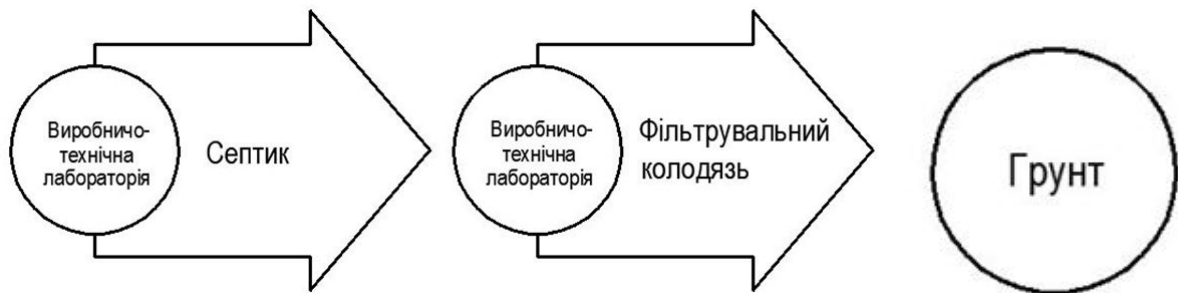 Виробничо-
технічна
лабораторія
Септик
Виробничо-
технічна
лабораторія
Фільтрувальний
колодязь
Грунт